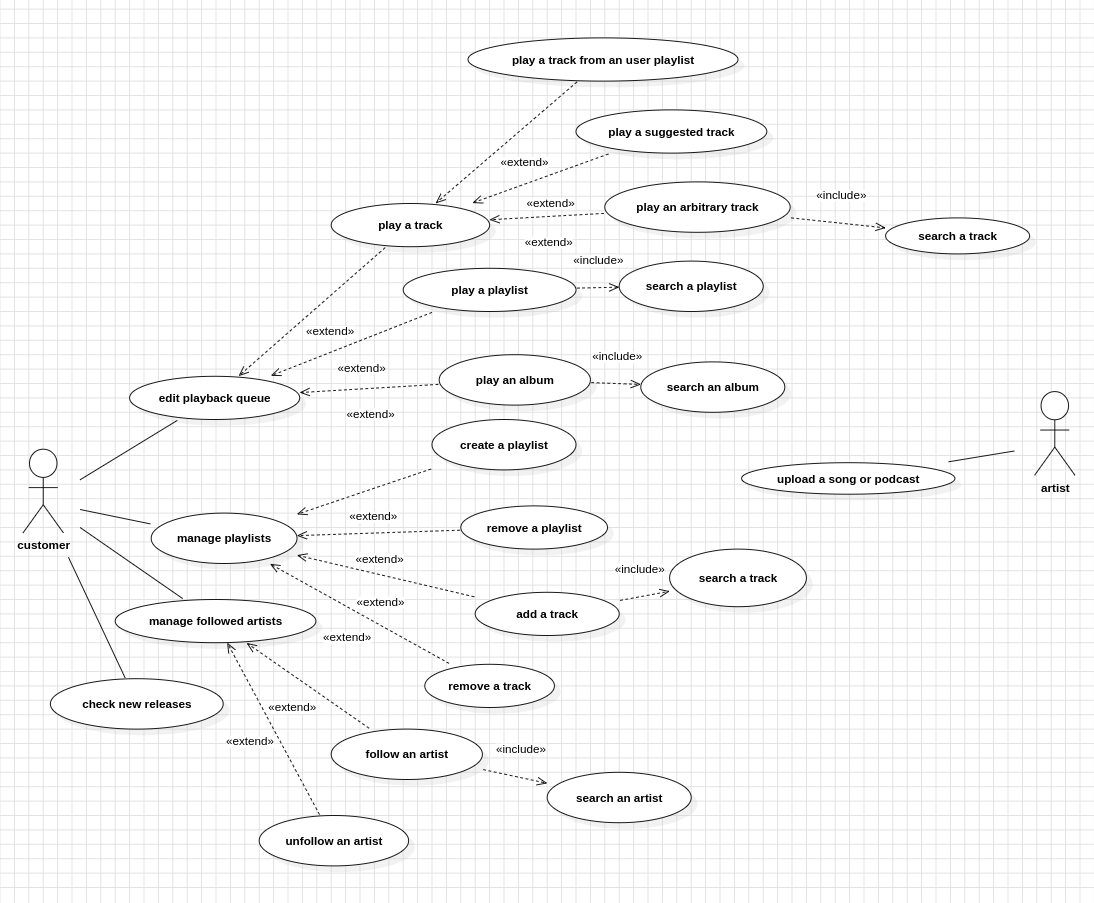 play a track from an user playlist
play a suggested track
«extend»
«include»
«extend»
play an arbitrary track
play a track
search a track
«extend»
«include»
play a playlist
search a playlist
«extend»
«include»
«extend»
play an album
search an album
edit playback queue
«extend»
create a playlist
upload a song or podcast
artist
«extend»
remove a playlist
manage playlists
customer
«extend»
«include»
search a track
«extend»
add a track
manage followed artists
«extend»
remove a track
check new releases
«extend»
«extend»
follow an artist
«include»
search an artist
unfollow an artist